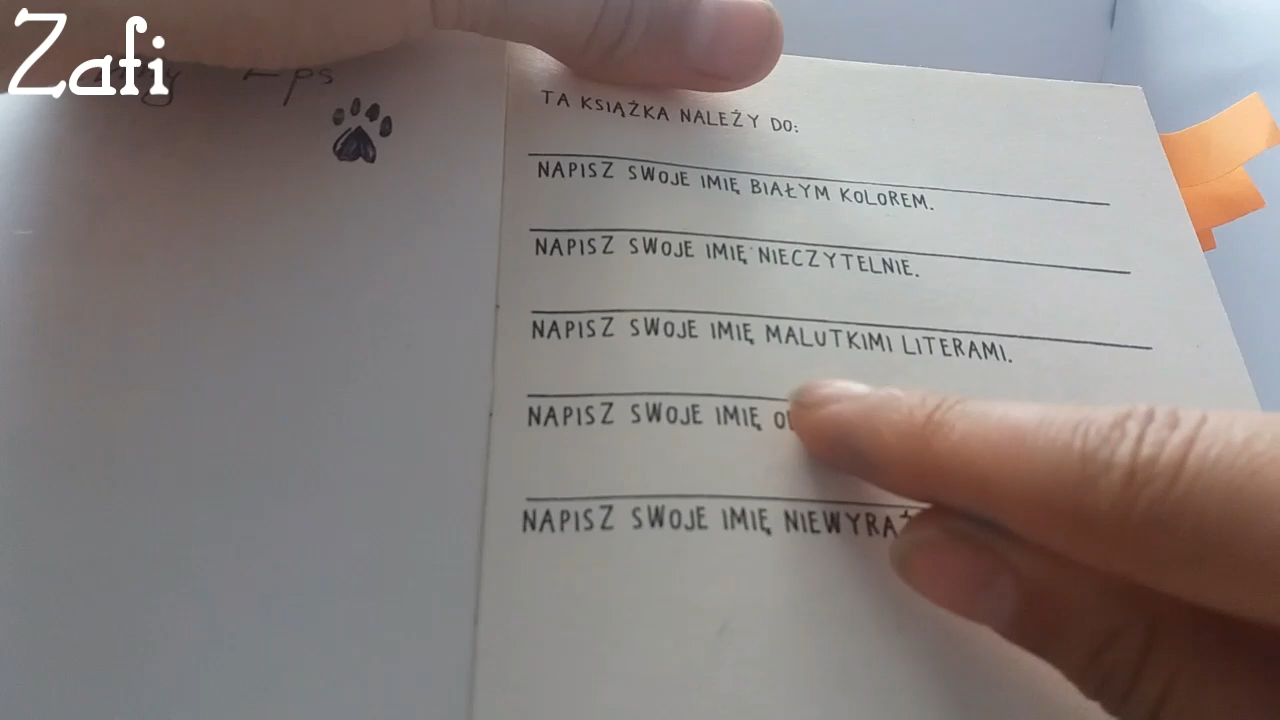 Zafi
TA KSIĄŻKA NALEŻY DO:
NAPISZ SWOJE IMIĘ BIAŁYM KOLOREM.
NAPISZ SWOJE IMIĘ NIECZYTELNIE.
NAPISZ SWOJE IMIĘ MALUTKIMI LITERAMI.
NAPISZ SWOJE IMIĘ
NAPISZ SWOJE IMIĘ